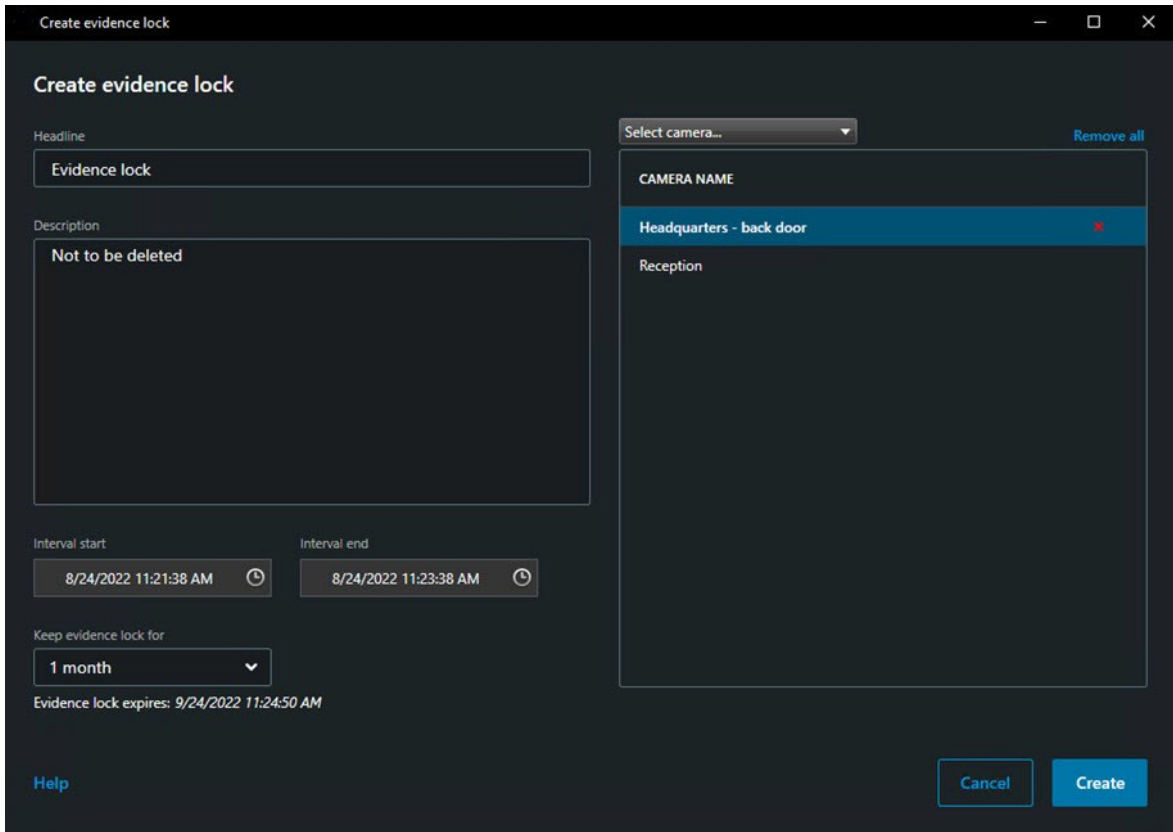 Create evidence lock
Create evidence lock
Headline
Evidence lock
Description
Not to be deleted
Interval start
Interval end
8/24/2022 11:21:38 AM
8/24/2022 11:23:38 AM
Keep evidence lock for
1 month
Evidence lock expires: 9/24/2022 11:24:50 AM
Select camera...
Remove all
CAMERA NAME
Headquarters - back door
Reception
Help
Cancel
Create